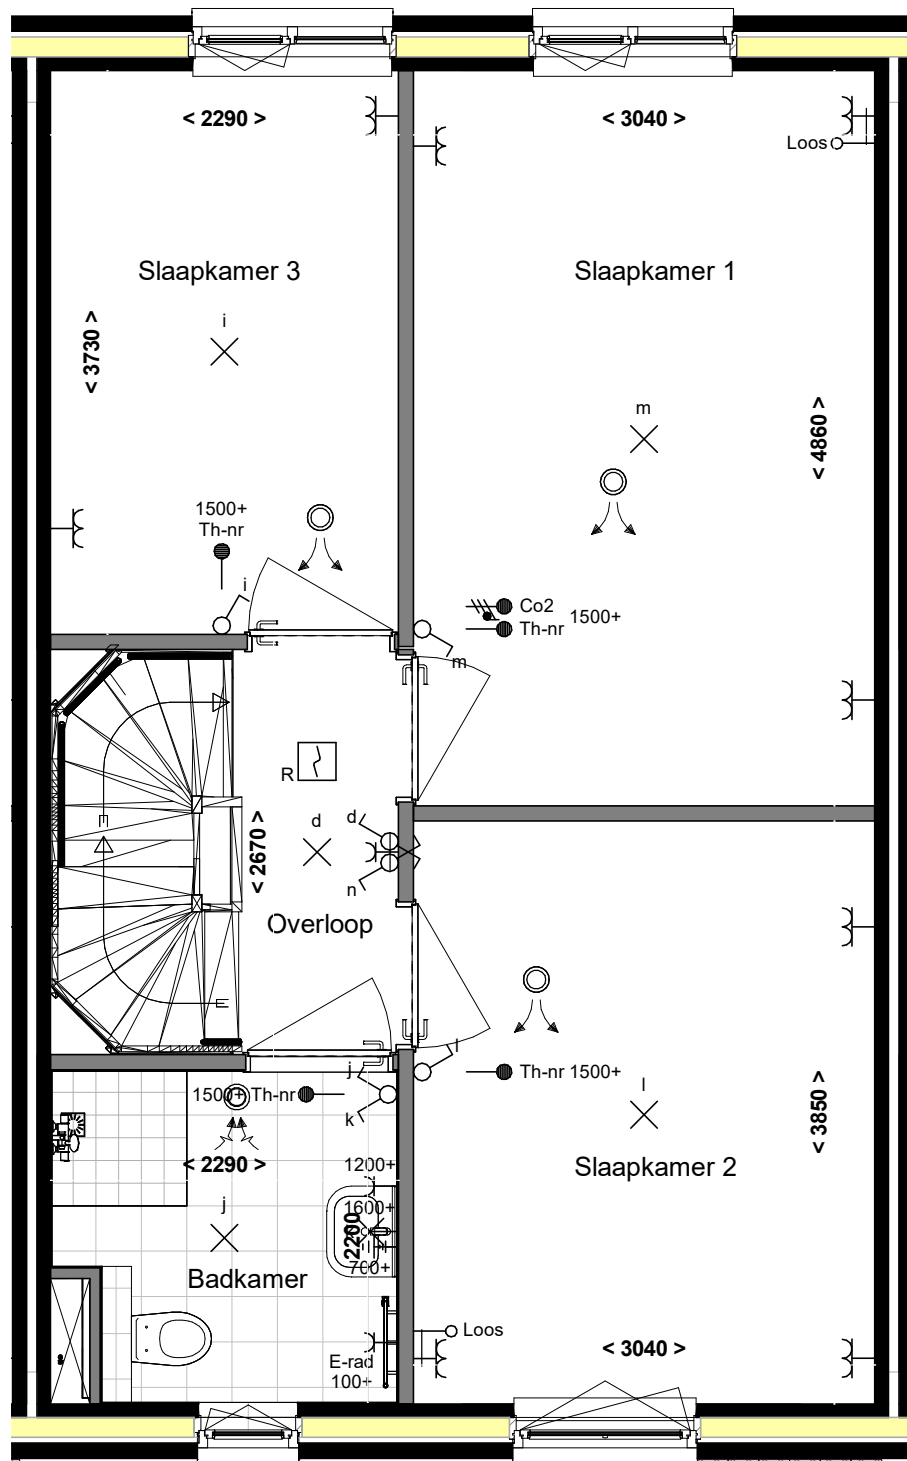 < 2290 >
< 3040 >
Loos
Slaapkamer 3
Slaapkamer 1
i
< 3730 >
m
< 4860 >
1500+
Th-nr
i
Co2
Th-nr 1500+
m
R
d
d
< 2670 >
n
Overloop
l
j
1500+ Th-nr
k
Th-nr 1500+
l
< 3850 >
< 2290 >
1200+
Slaapkamer 2
j
1600+
2200
700+
Badkamer
Loos
< 3040 >
E-rad
100+